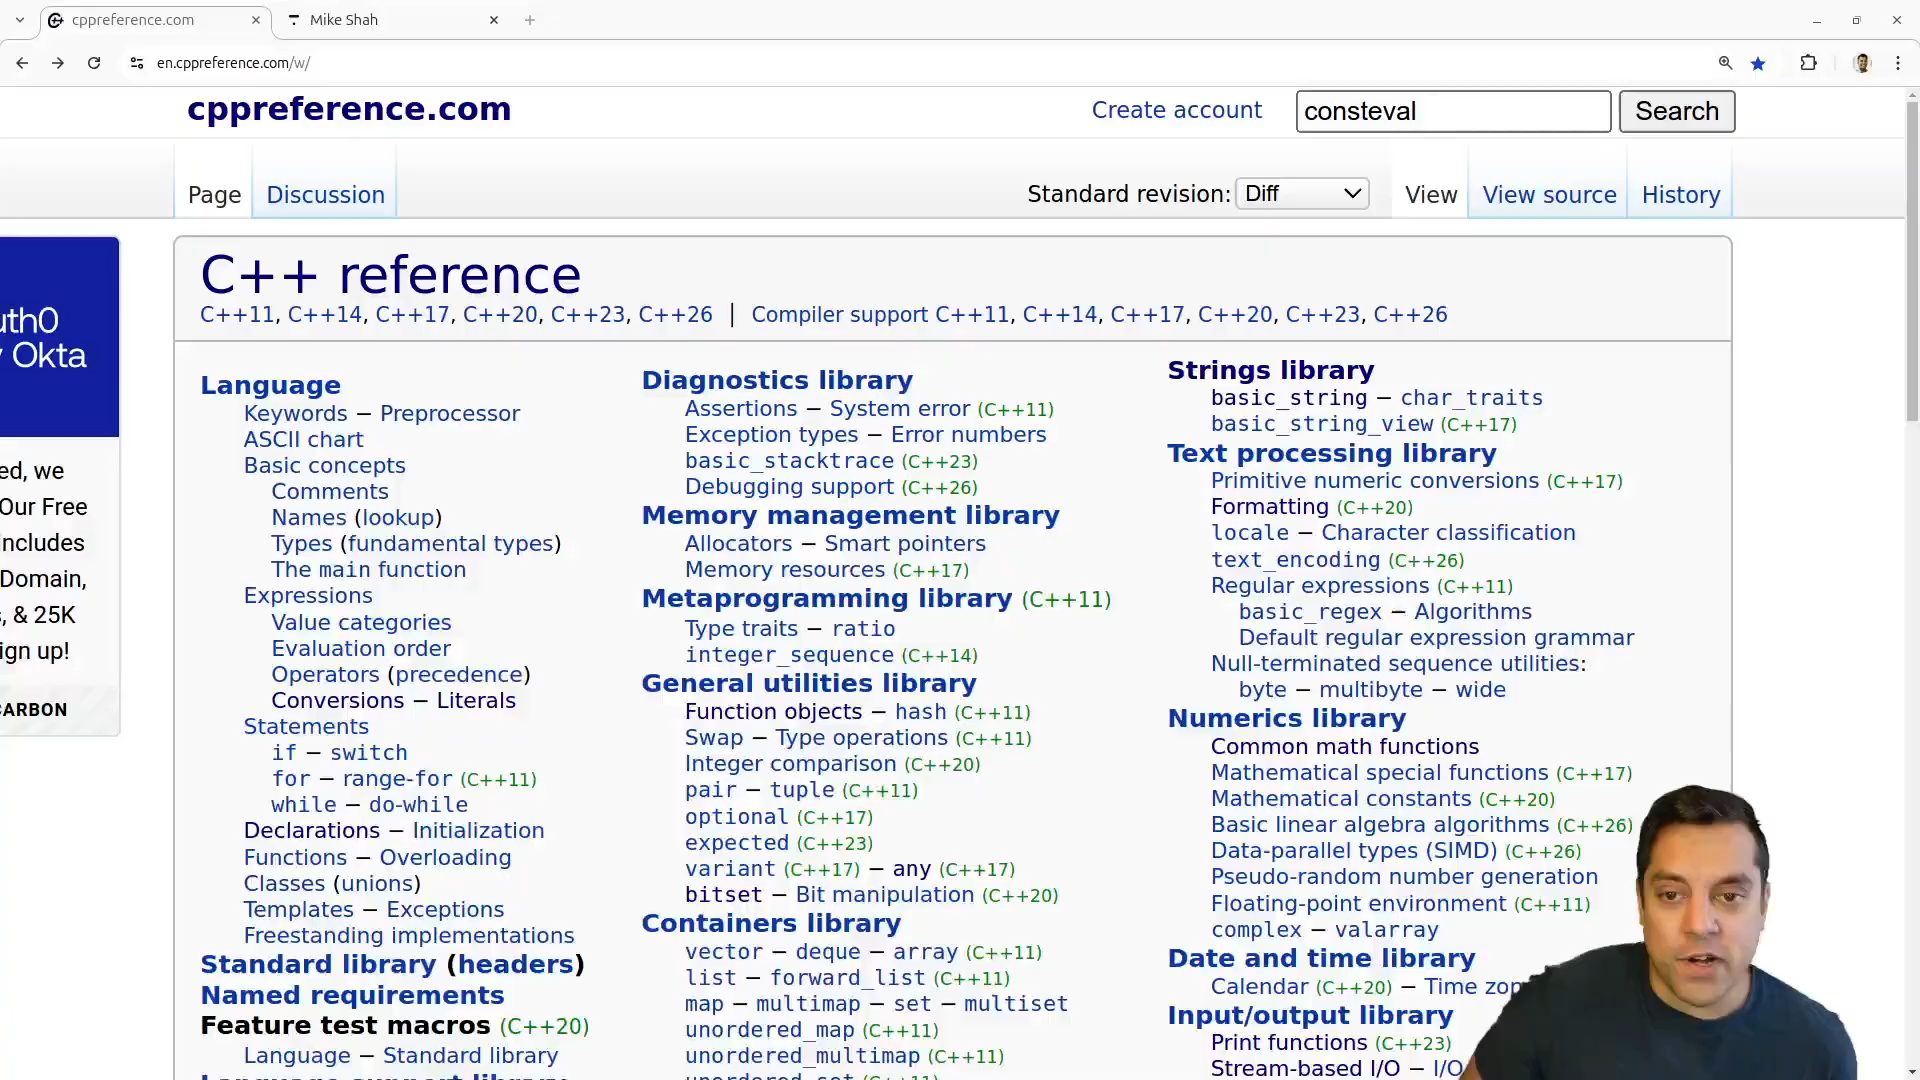 cppreference.com
Mike Shah
en.cppreference.com/w/
cppreference.com
Create account
consteval
Search
Page
Discussion
Standard revision:
Diff
View
View source
History
uth0
Okta
ed, we
Our Free
ncludes
Domain,
, & 25K
ign up!
CARBON
C++ reference
C++11, C++14, C++17, C++20, C++23, C++26 | Compiler support C++11, C++14, C++17, C++20, C++23, C++26
Language
Keywords − Preprocessor
ASCII chart
Basic concepts
Comments
Names (lookup)
Types (fundamental types)
The main function
Expressions
Value categories
Evaluation order
Operators (precedence)
Conversions − Literals
Statements
if − switch
for − range-for (C++11)
while − do-while
Declarations − Initialization
Functions − Overloading
Classes (unions)
Templates − Exceptions
Freestanding implementations
Standard library (headers)
Named requirements
Feature test macros (C++20)
Language − Standard library
Diagnostics library
Assertions − System error (C++11)
Exception types − Error numbers
basic_stacktrace (C++23)
Debugging support (C++26)
Memory management library
Allocators − Smart pointers
Memory resources (C++17)
Metaprogramming library (C++11)
Type traits − ratio
integer_sequence (C++14)
General utilities library
Function objects − hash (C++11)
Swap − Type operations (C++11)
Integer comparison (C++20)
pair − tuple (C++11)
optional (C++17)
expected (C++23)
variant (C++17) − any (C++17)
bitset − Bit manipulation (C++20)
Containers library
vector − deque − array (C++11)
list − forward_list (C++11)
map − multimap − set − multiset
unordered_map (C++11)
unordered_multimap (C++11)
Strings library
basic_string − char_traits
basic_string_view (C++17)
Text processing library
Primitive numeric conversions (C++17)
Formatting (C++20)
locale − Character classification
text_encoding (C++26)
Regular expressions (C++11)
basic_regex − Algorithms
Default regular expression grammar
Null-terminated sequence utilities:
byte − multibyte − wide
Numerics library
Common math functions
Mathematical special functions (C++17)
Mathematical constants (C++20)
Basic linear algebra algorithms (C++26)
Data-parallel types (SIMD) (C++26)
Pseudo-random number generation
Floating-point environment (C++11)
complex − valarray
Date and time library
Calendar (C++20) − Time zon
Input/output library
Print functions (C++23)
Stream-based I/O − I/O